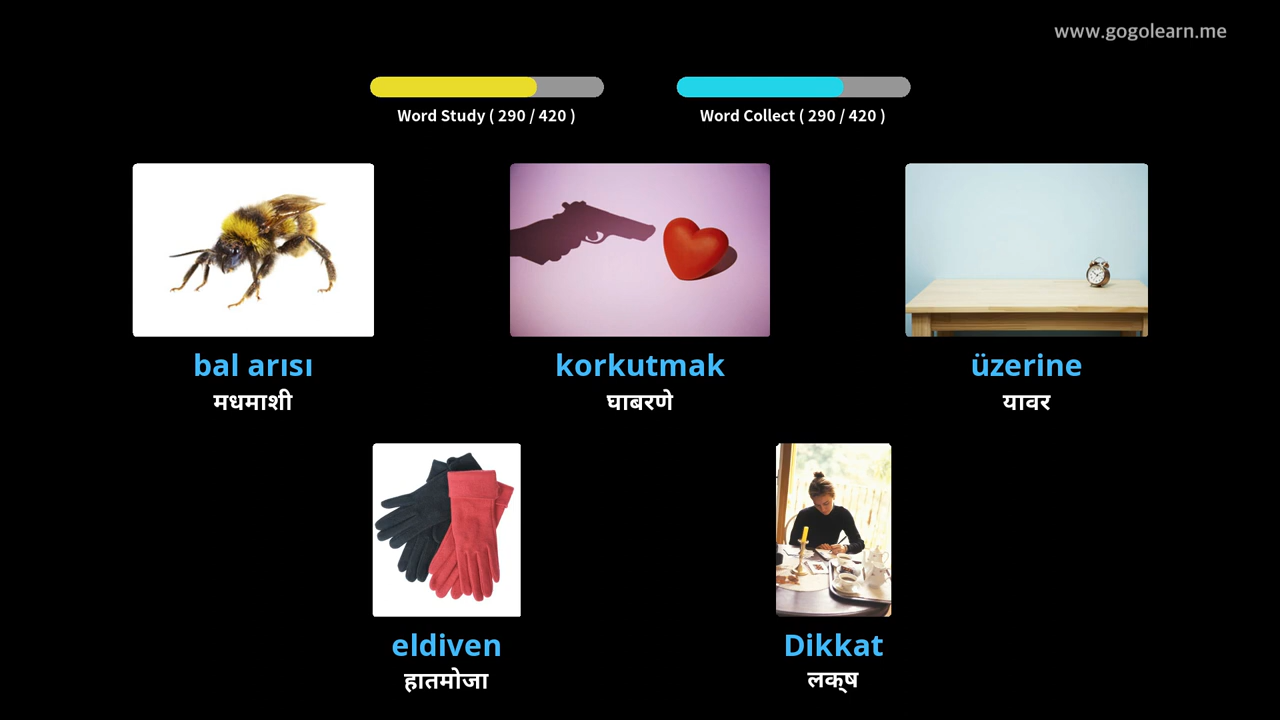 www.gogolearn.me
Word Study ( 290 / 420 )
Word Collect ( 290 / 420 )
bal arısı
मधमाशी
korkutmak
घाबरणे
üzerine
यावर
eldiven
हातमोजा
Dikkat
लक्ष